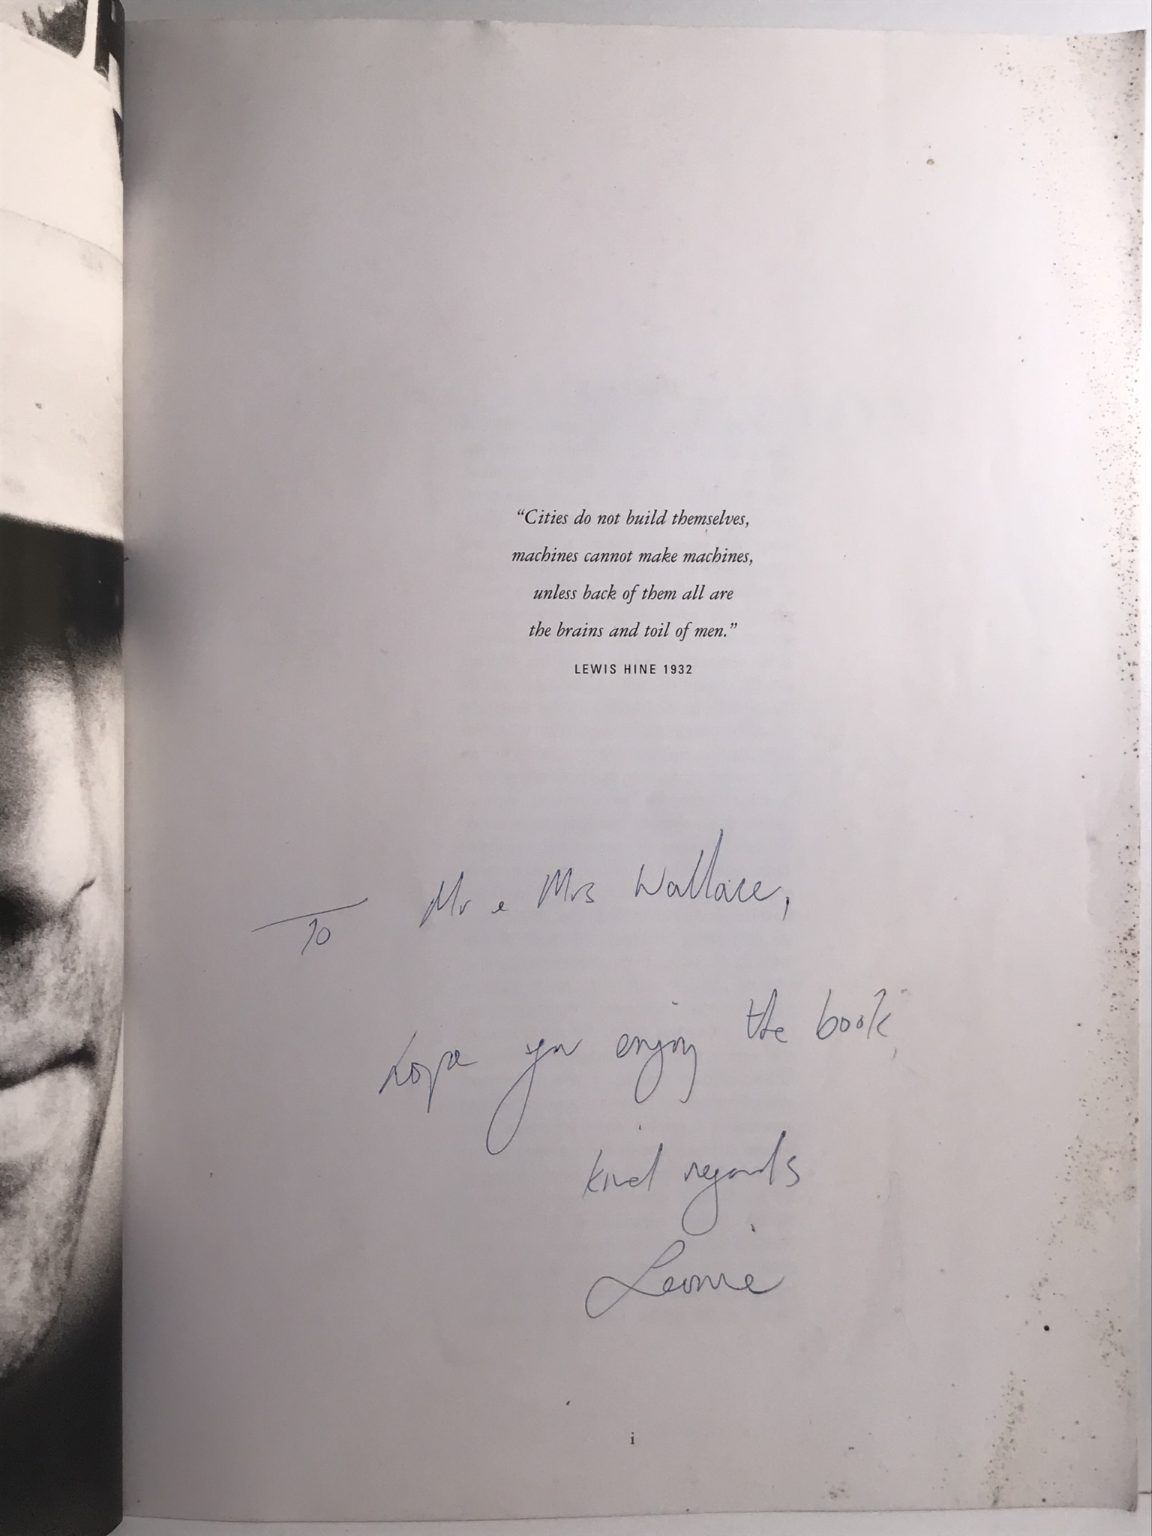 “Cities do not build themselves,
machines cannot make machines,
unless back of them all are
the brains and toil of men.”
LEWIS HINE 1932
To Mr & Mrs Wallace,
hope you enjoy the book,
kind regards
Leonie
i